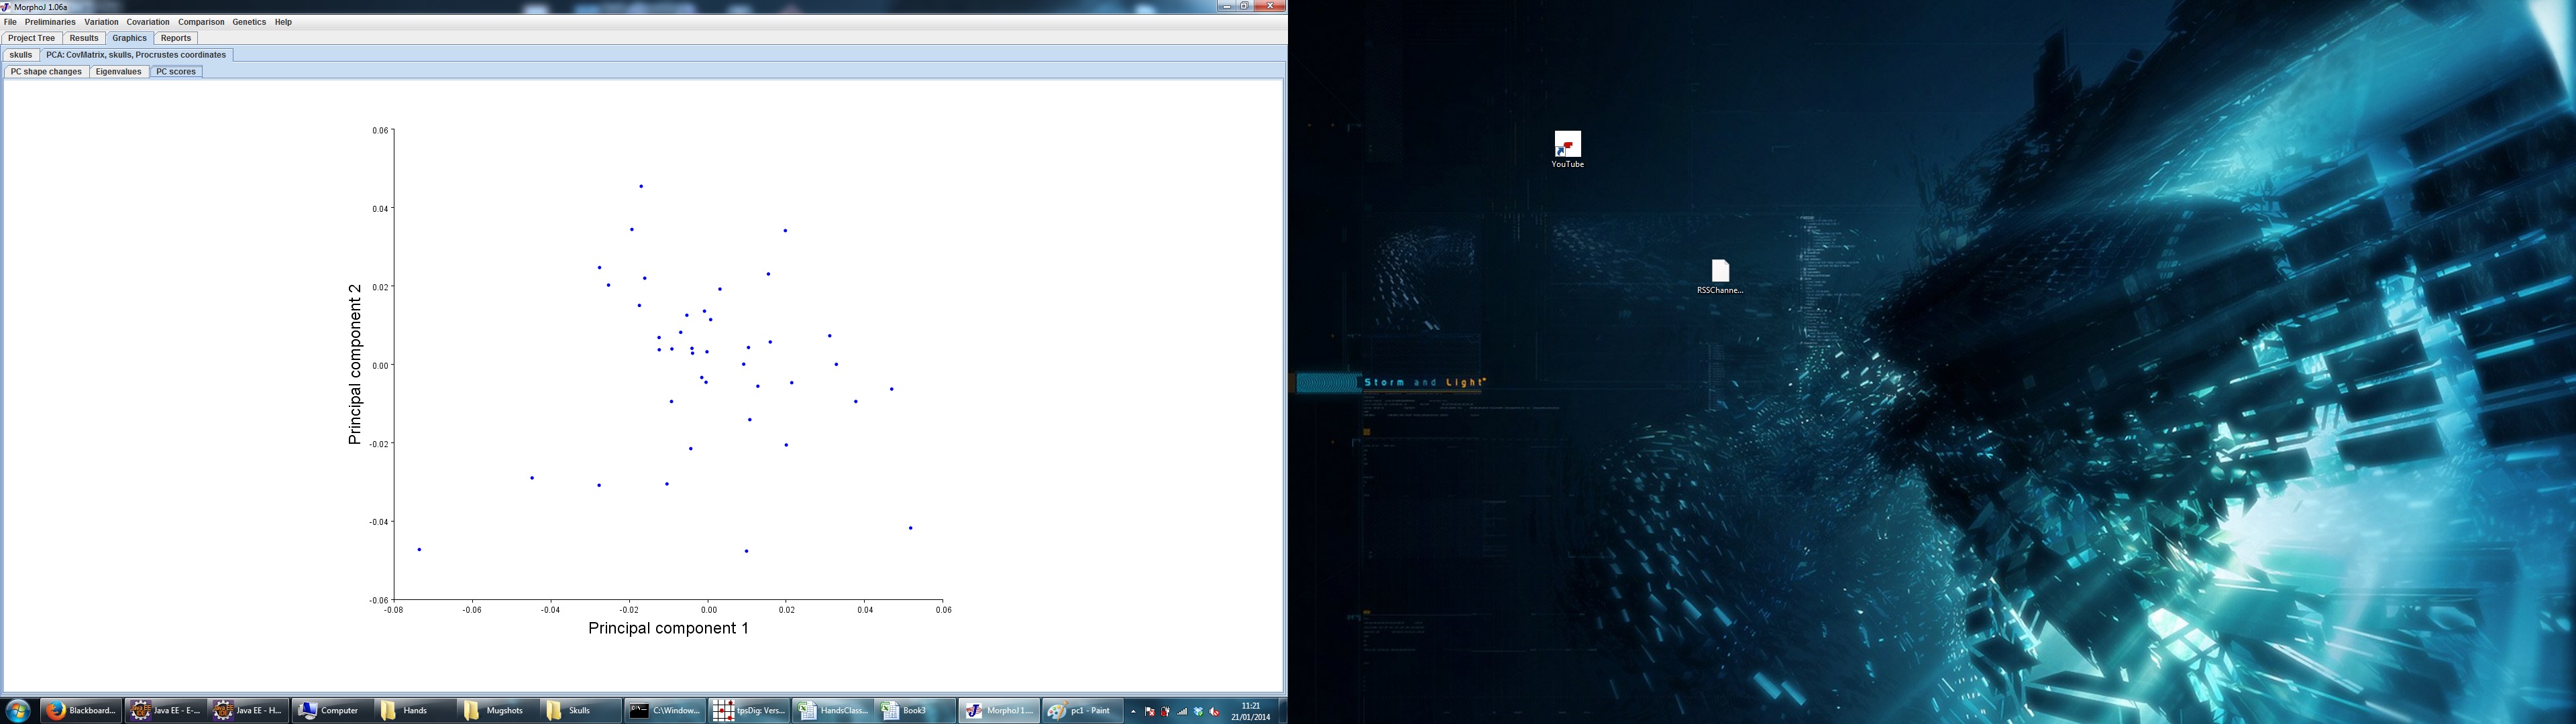 MorphoJ 1.06a
File Preliminaries Variation Covariation Comparison Genetics Help
Project Tree Results Graphics Reports
skulls PCA: CovMatrix, skulls, Procrustes coordinates
PC shape changes Eigenvalues PC scores
0.06
0.04
0.02
0.00
-0.02
-0.04
-0.06
Principal component 2
-0.08 -0.06 -0.04 -0.02 0.00 0.02 0.04 0.06
Principal component 1
YouTube
RSSChanne...
Storm and Light
Blackboard... Java EE - E-... Java EE - H... Computer Hands Mugshots Skulls C:\Window... tpsDig: Vers... HandsClass... Book3 MorphoJ 1.... pc1 - Paint 11:21
21/01/2014